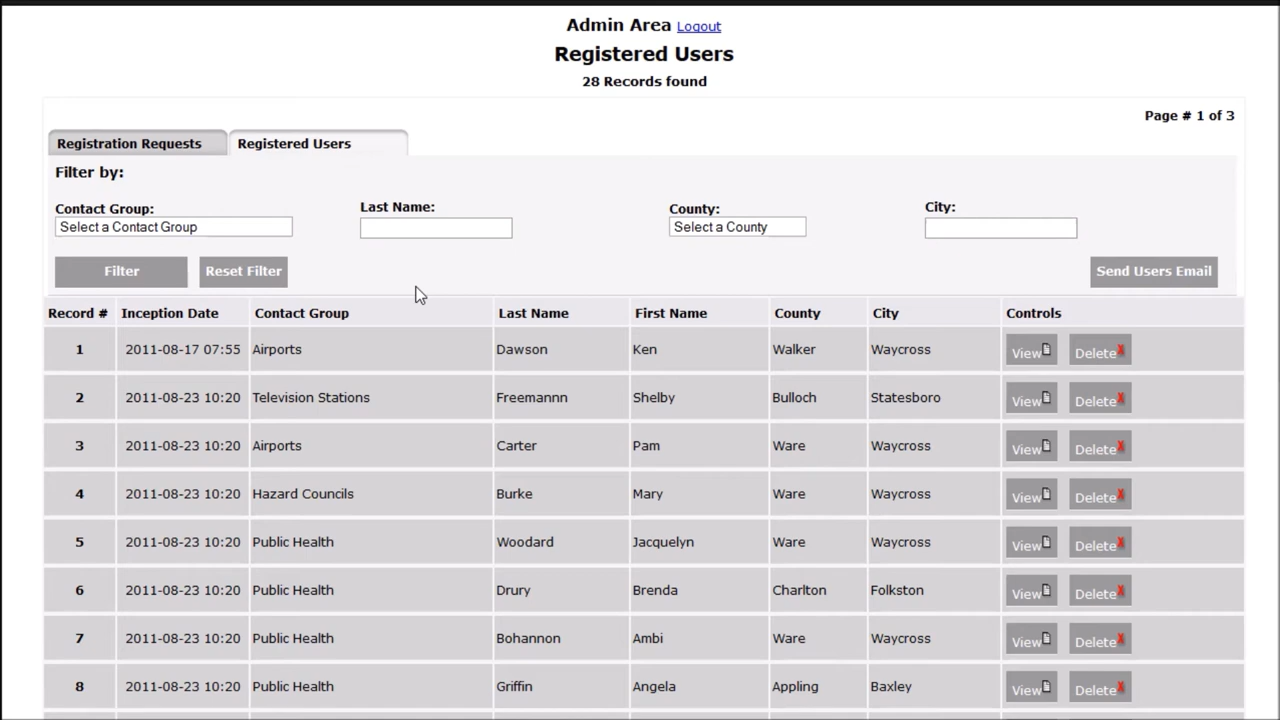 Admin Area Logout
Registered Users
28 Records found
Page # 1 of 3
Registration Requests Registered Users
Filter by:
Contact Group: Last Name: County: City:
Select a Contact Group Select a County
Filter Reset Filter Send Users Email
Record # Inception Date Contact Group Last Name First Name County City Controls
1 2011-08-17 07:55 Airports Dawson Ken Walker Waycross View Delete X
2 2011-08-23 10:20 Television Stations Freemannn Shelby Bulloch Statesboro View Delete X
3 2011-08-23 10:20 Airports Carter Pam Ware Waycross View Delete X
4 2011-08-23 10:20 Hazard Councils Burke Mary Ware Waycross View Delete X
5 2011-08-23 10:20 Public Health Woodard Jacquelyn Ware Waycross View Delete X
6 2011-08-23 10:20 Public Health Drury Brenda Charlton Folkston View Delete X
7 2011-08-23 10:20 Public Health Bohannon Ambi Ware Waycross View Delete X
8 2011-08-23 10:20 Public Health Griffin Angela Appling Baxley View Delete X